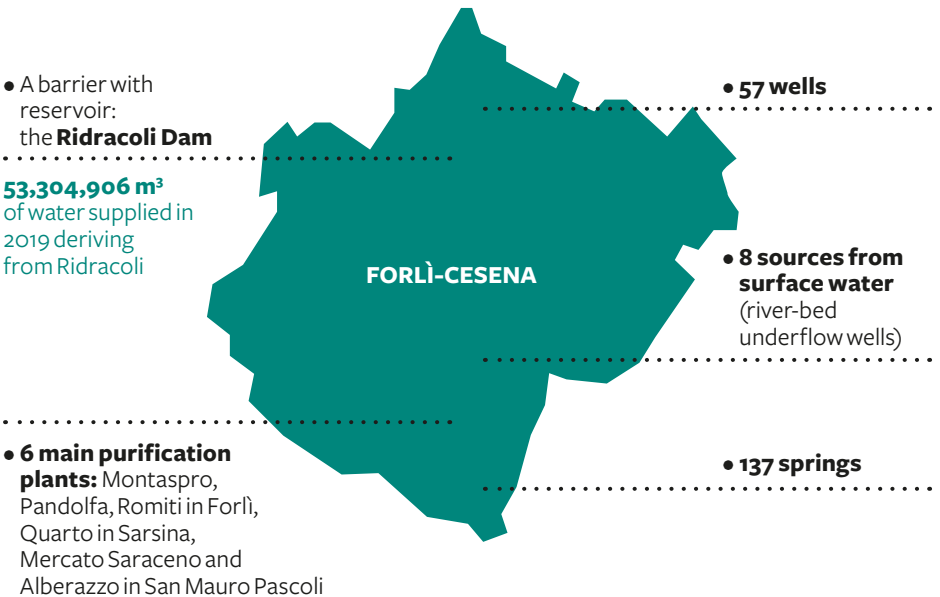 • A barrier with
reservoir:
the Ridracoli Dam
53,304,906 m³
of water supplied in
2019 deriving
from Ridracoli
• 6 main purification
plants: Montaspro,
Pandolfa, Romiti in Forlì,
Quarto in Sarsina,
Mercato Saraceno and
Alberazzo in San Mauro Pascoli
FORLÌ-CESENA
• 57 wells
• 8 sources from
surface water
(river-bed
underflow wells)
• 137 springs